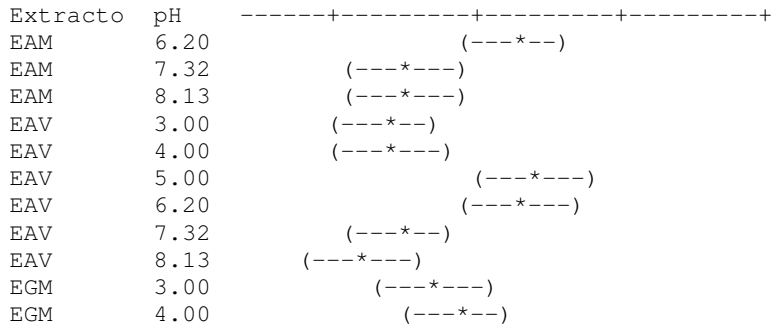 Extracto pH ------+---------+---------+---------+
EAM 6.20 (---*--)
EAM 7.32 (---*---)
EAM 8.13 (---*---)
EAV 3.00 (---*--)
EAV 4.00 (---*---)
EAV 5.00 (---*---)
EAV 6.20 (---*---)
EAV 7.32 (---*--)
EAV 8.13 (---*---)
EGM 3.00 (---*---)
EGM 4.00 (---*--)